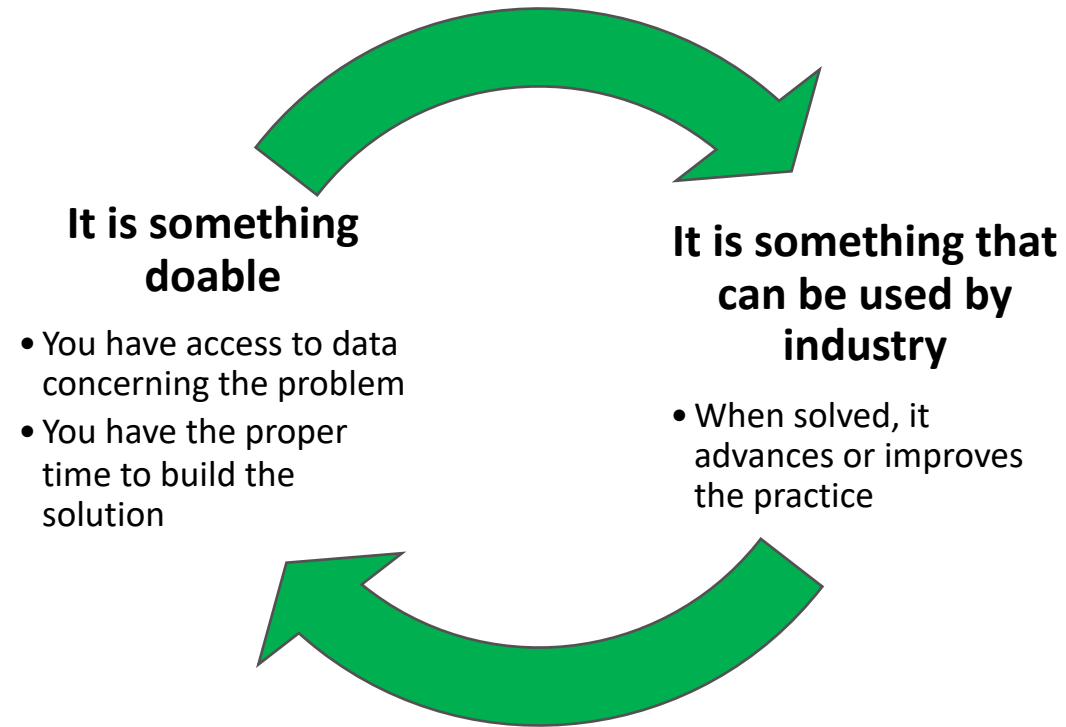 It is something
doable
• You have access to data
concerning the problem
• You have the proper
time to build the
solution
It is something that
can be used by
industry
• When solved, it
advances or improves
the practice